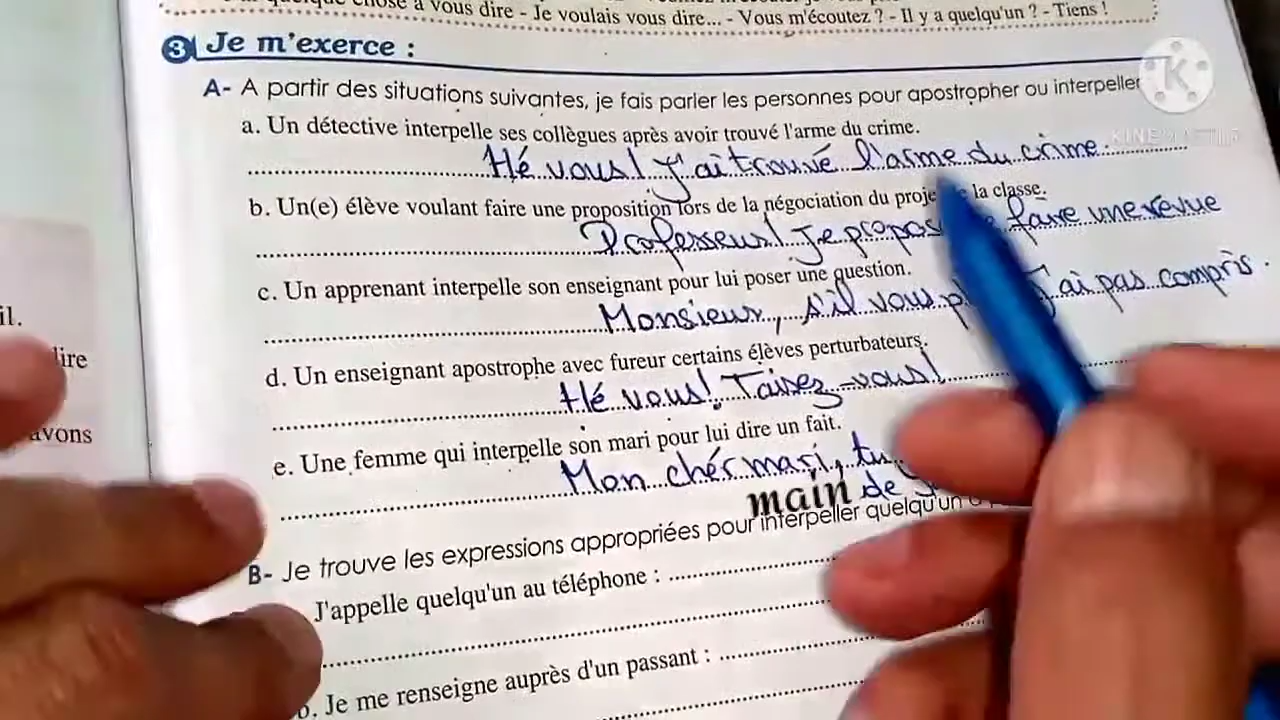 chose à vous dire - Je voulais vous dire... - Vous m'écoutez ? - Il y a quelqu'un ? - Tiens !
3 Je m'exerce :
A- A partir des situations suivantes, je fais parler les personnes pour apostropher ou interpeller
a. Un détective interpelle ses collègues après avoir trouvé l'arme du crime.
Hé vous! J'ai trouvé l'arme du crime.
b. Un(e) élève voulant faire une proposition lors de la négociation du proje la classe.
Professeur! Je propos faire une revue
c. Un apprenant interpelle son enseignant pour lui poser une question.
Monsieur, s'il vous pl J'ai pas compris.
d. Un enseignant apostrophe avec fureur certains élèves perturbateurs.
Hé vous! Taisez-vous!
e. Une femme qui interpelle son mari pour lui dire un fait.
Mon chér mari, tu
main de
B- Je trouve les expressions appropriées pour interpeller quelqu'un
J'appelle quelqu'un au téléphone :
b. Je me renseigne auprès d'un passant :
il.
lire
avons
K
KINEMASTER